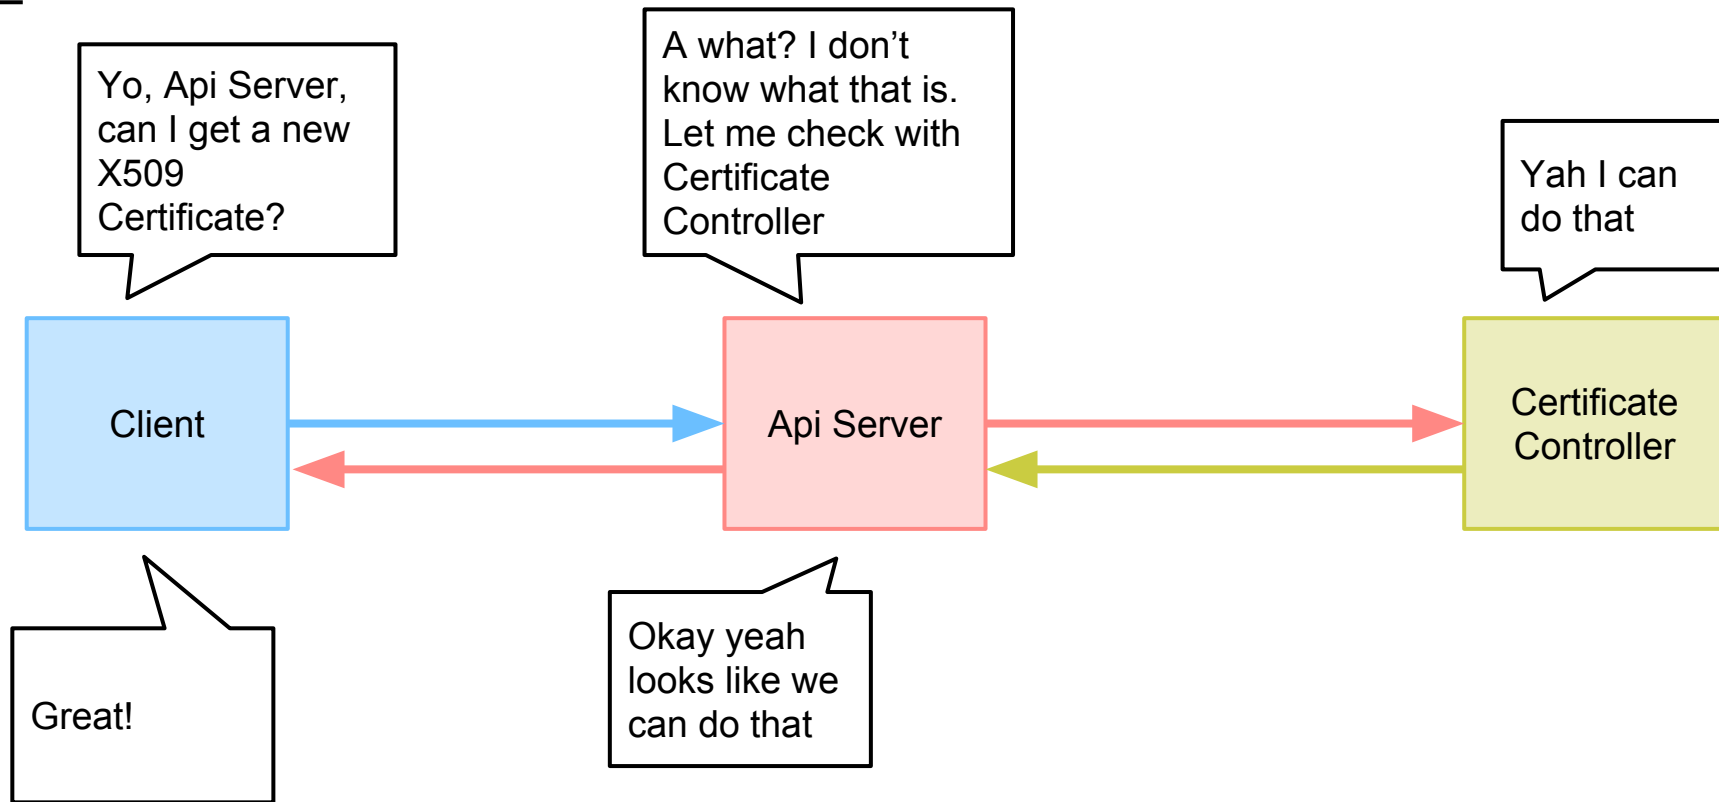 Yo, Api Server,
can I get a new
X509
Certificate?
A what? I don’t
know what that is.
Let me check with
Certificate
Controller
Yah I can
do that
Client
Api Server
Certificate
Controller
Great!
Okay yeah
looks like we
can do that